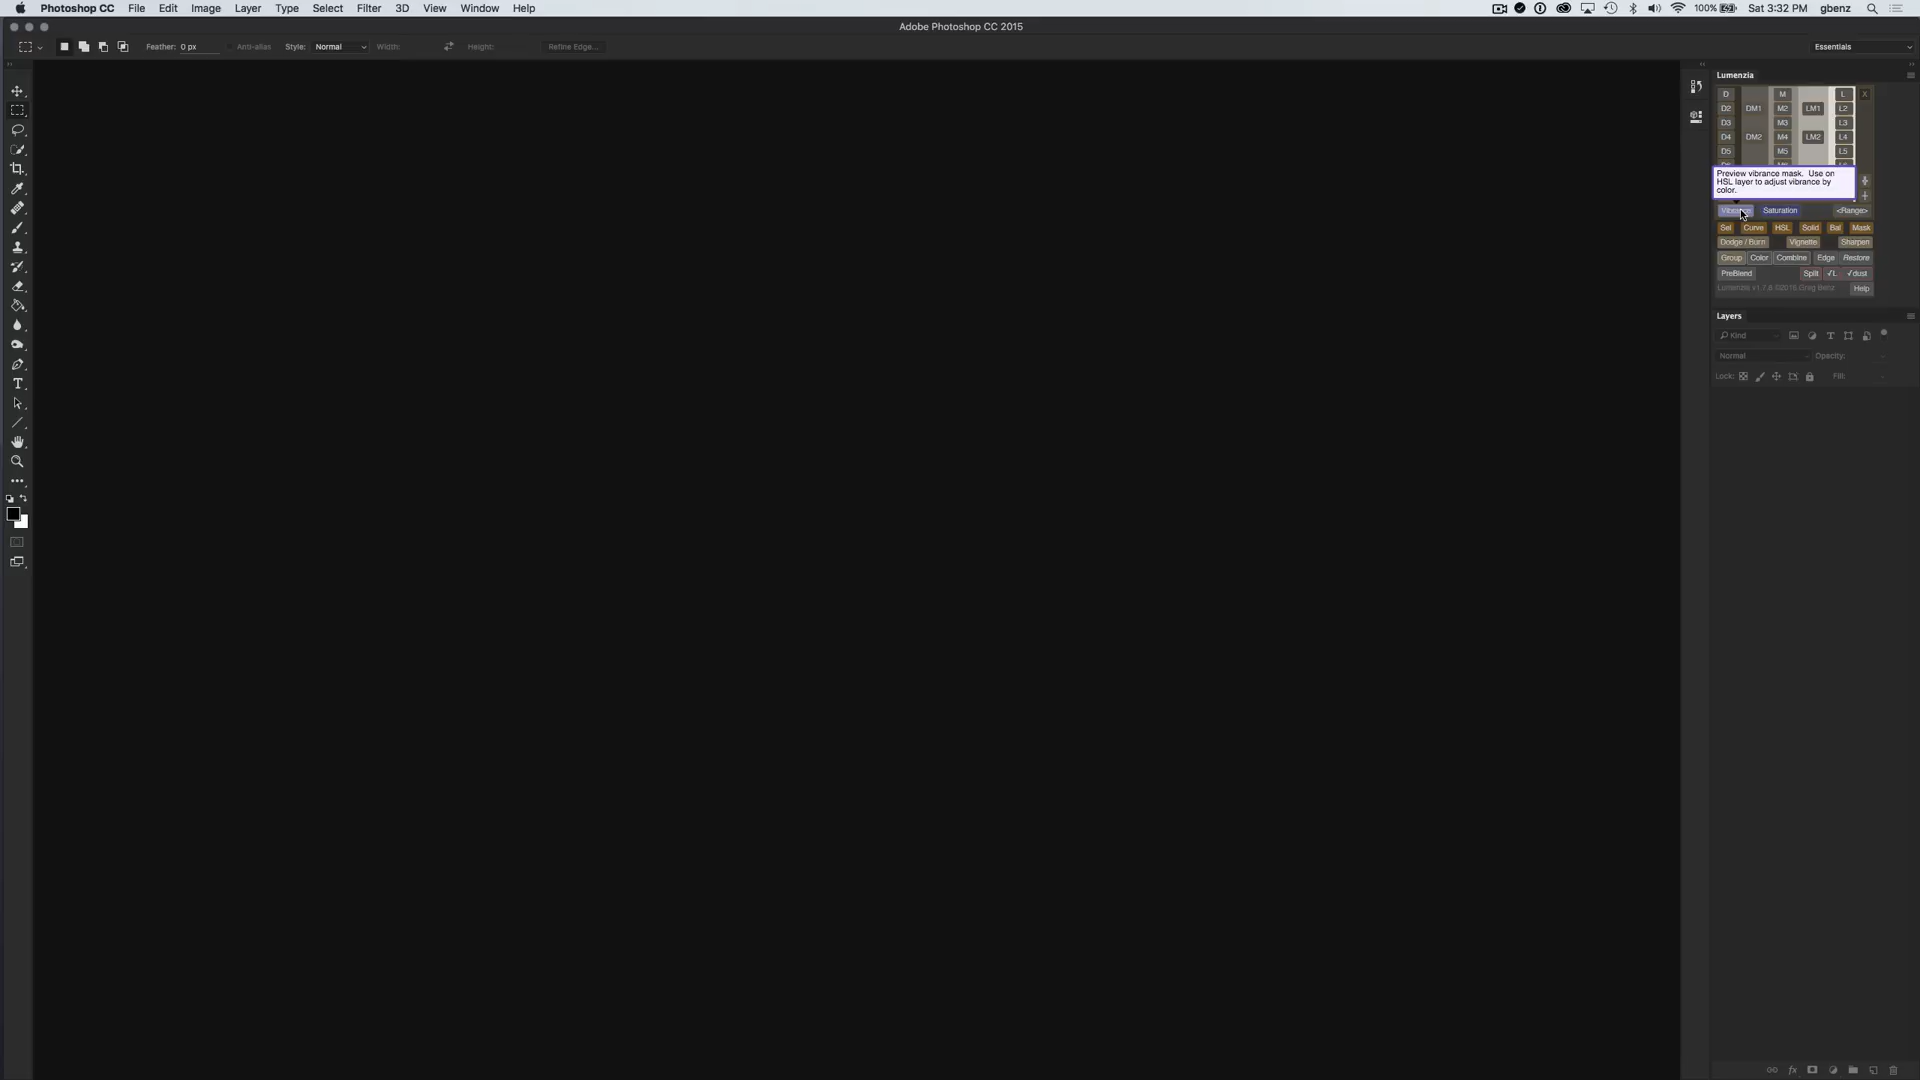 Photoshop CC File Edit Image Layer Type Select Filter 3D View Window Help 100% Sat 3:32 PM gbenz
Adobe Photoshop CC 2015
Feather: 0 px Anti-alias Style: Normal Width: Height: Refine Edge... Essentials
Lumenzia
D M L X
D2 DM1 M2 LM1 L2
D3 M3 L3
D4 DM2 M4 LM2 L4
D5 M5 L5
Preview vibrance mask. Use on
HSL layer to adjust vibrance by
color.
Saturation <Range>
Sel Curve HSL Solid Bal Mask
Dodge / Burn Vignette Sharpen
Group Color Combine Edge Restore
PreBlend Split √L √dust
Help
Layers
Kind
Normal Opacity:
Lock: Fill: